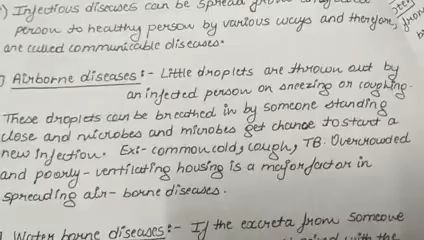 ) Infectious diseases can be spread from
person to healthy person by various ways and therefore,
are called communicable diseases.
) Airborne diseases :- Little droplets are thrown out by
an infected person on sneezing or coughing.
These droplets can be breathed in by someone standing
close and microbes and microbes get chance to start a
new infection. Ex:- common cold, cough, TB. Overcrowded
and poorly-ventilating housing is a major factor in
spreading air-borne diseases.
Water borne diseases :- If the excreta from someone
with the